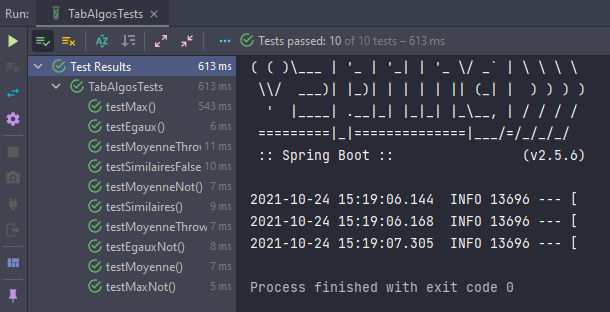 Run: TabAlgosTests
Tests passed: 10 of 10 tests – 613 ms
Test Results 613 ms
TabAlgosTests 613 ms
testMax() 543 ms
testEgaux() 6 ms
testMoyenneThrow 11 ms
testSimilairesFalse 10 ms
testMoyenneNot() 7 ms
testSimilaires() 9 ms
testMoyenneThrow 7 ms
testEgauxNot() 8 ms
testMoyenne() 7 ms
testMaxNot() 5 ms
( ( )\___ | '_ | '_| | '_ \/ _` | \ \ \ \
\\/  ___)| |_)| | | | | || (_| |  ) ) ) )
'  |____| .__|_| |_|_| |_\__, | / / / /
=========|_|==============|___/=/_/_/_/
:: Spring Boot :: (v2.5.6)
2021-10-24 15:19:06.144  INFO 13696 --- [
2021-10-24 15:19:06.168  INFO 13696 --- [
2021-10-24 15:19:07.305  INFO 13696 --- [
Process finished with exit code 0